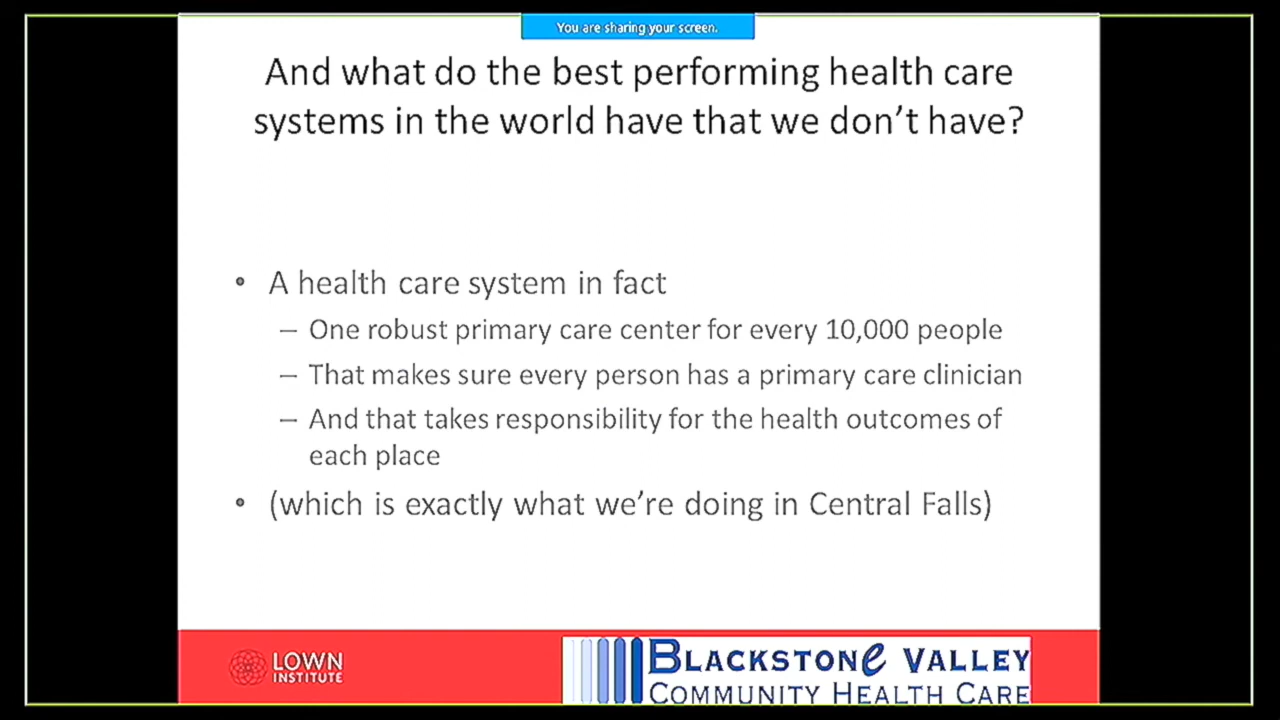 You are sharing your screen.
And what do the best performing health care
systems in the world have that we don't have?
• A health care system in fact
– One robust primary care center for every 10,000 people
– That makes sure every person has a primary care clinician
– And that takes responsibility for the health outcomes of
each place
• (which is exactly what we're doing in Central Falls)
LOWN
INSTITUTE
BLACKSTONe VALLEY
COMMUNITY HEALTH CARE